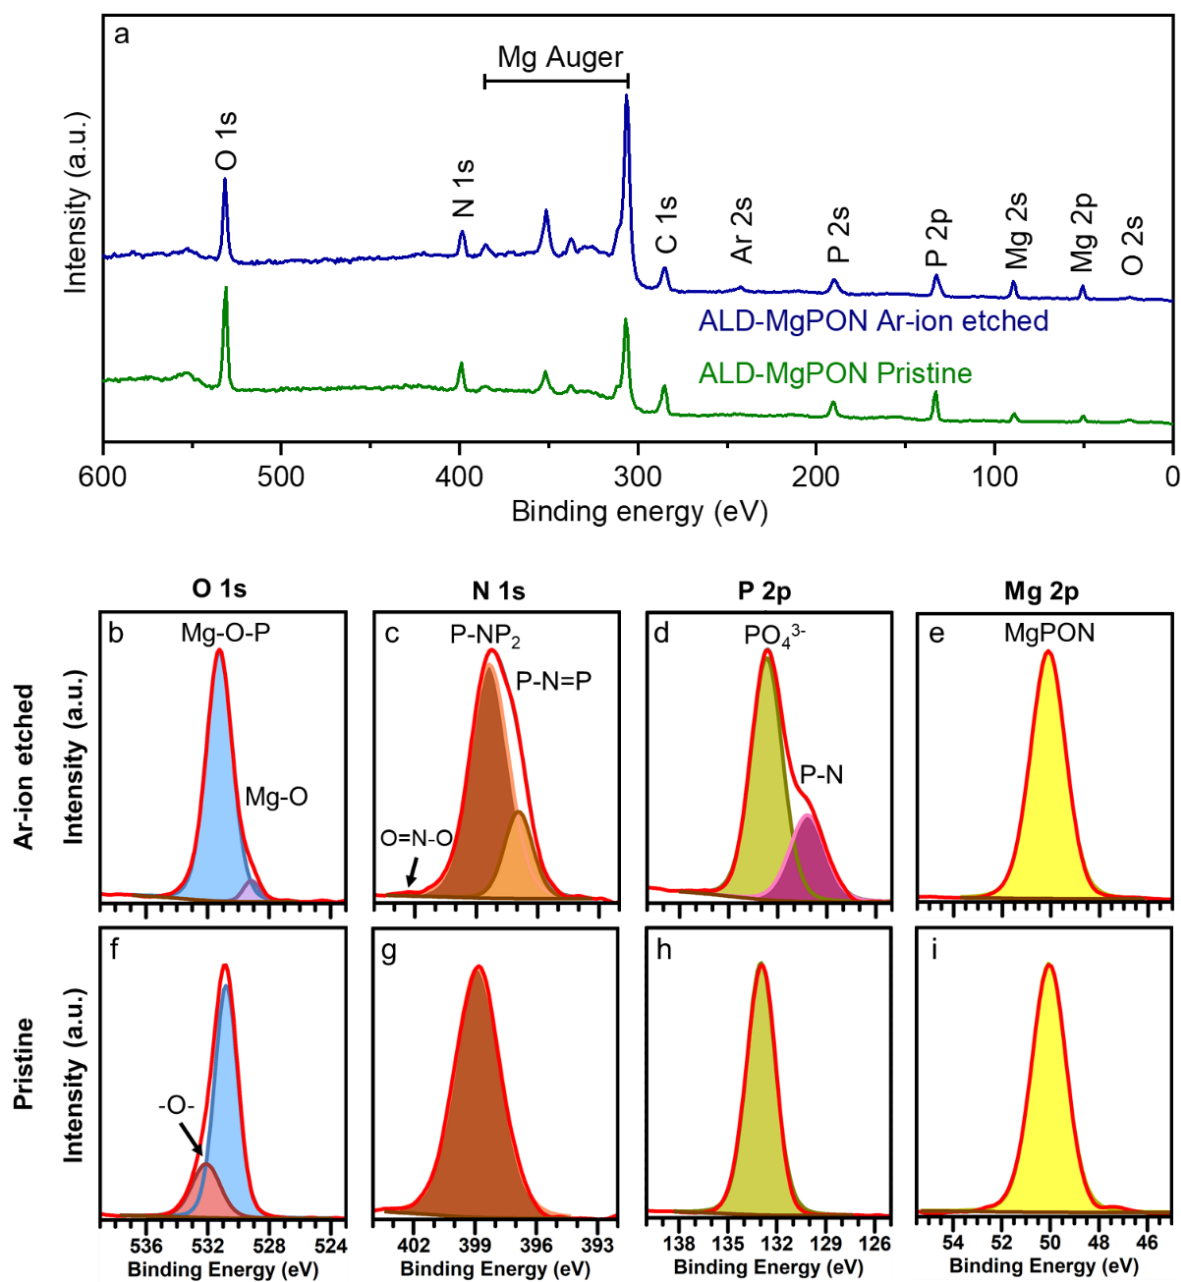 a
Mg Auger
O 1s
N 1s
C 1s
Ar 2s
P 2s
P 2p
Mg 2s
Mg 2p
O 2s
Intensity (a.u.)
ALD-MgPON Ar-ion etched
ALD-MgPON Pristine
600 500 400 300 200 100 0
Binding energy (eV)
O 1s N 1s P 2p Mg 2p
Ar-ion etched
Intensity (a.u.)
b
Mg-O-P
Mg-O
c
P-NP₂
P-N=P
O=N-O
d
PO₄³⁻
P-N
e
MgPON
Pristine
Intensity (a.u.)
f
-O-
g
h
i
536 532 528 524
402 399 396 393
138 135 132 129 126
54 52 50 48 46
Binding Energy (eV) Binding Energy (eV) Binding Energy (eV) Binding Energy (eV)